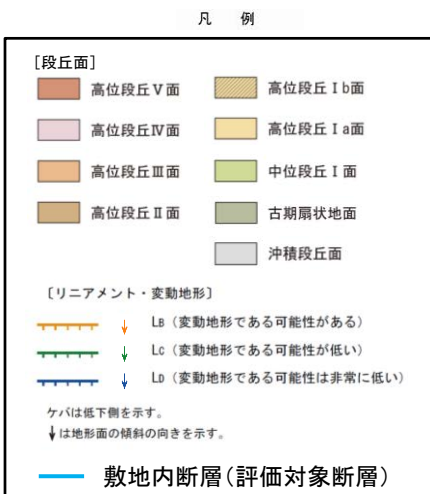 凡 例
[段丘面]
高位段丘Ⅴ面
高位段丘Ⅳ面
高位段丘Ⅲ面
高位段丘Ⅱ面
高位段丘Ⅰb面
高位段丘Ⅰa面
中位段丘Ⅰ面
古期扇状地面
沖積段丘面
〔リニアメント・変動地形〕
LB（変動地形である可能性がある）
LC（変動地形である可能性が低い）
LD（変動地形である可能性は非常に低い）
ケバは低下側を示す。
↓は地形面の傾斜の向きを示す。
敷地内断層(評価対象断層)